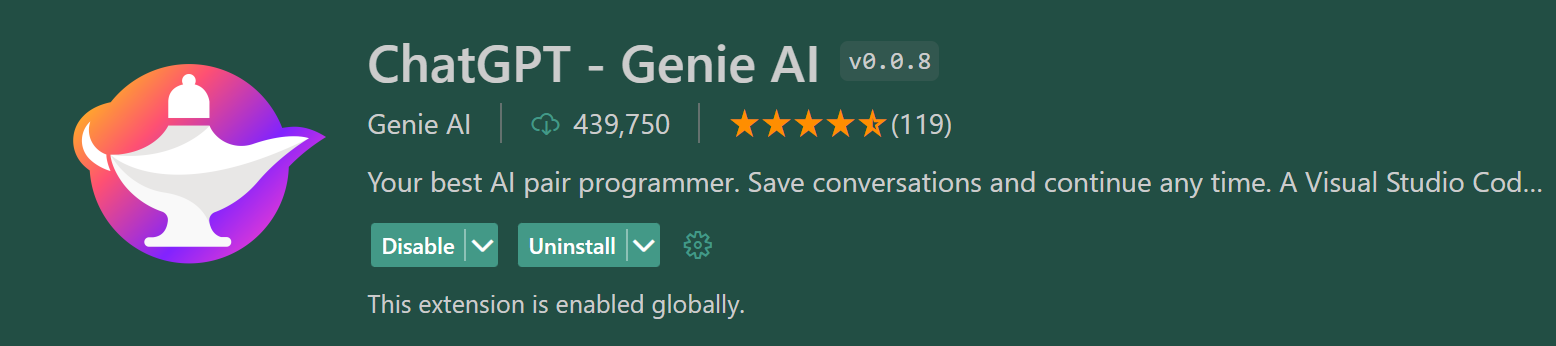 ChatGPT - Genie AI v0.0.8
Genie AI 439,750 (119)
Your best AI pair programmer. Save conversations and continue any time. A Visual Studio Cod...
Disable Uninstall
This extension is enabled globally.